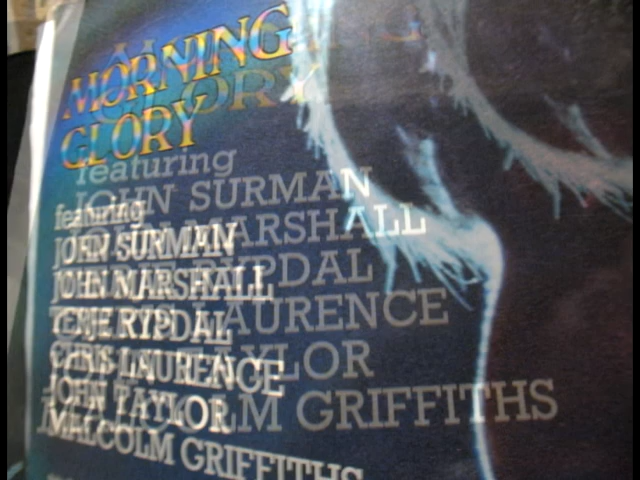 MORNING
GLORY
featuring
JOHN SURMAN
JOHN MARSHALL
TERJE RYPDAL
CHRIS LAURENCE
JOHN TAYLOR
MALCOLM GRIFFITHS